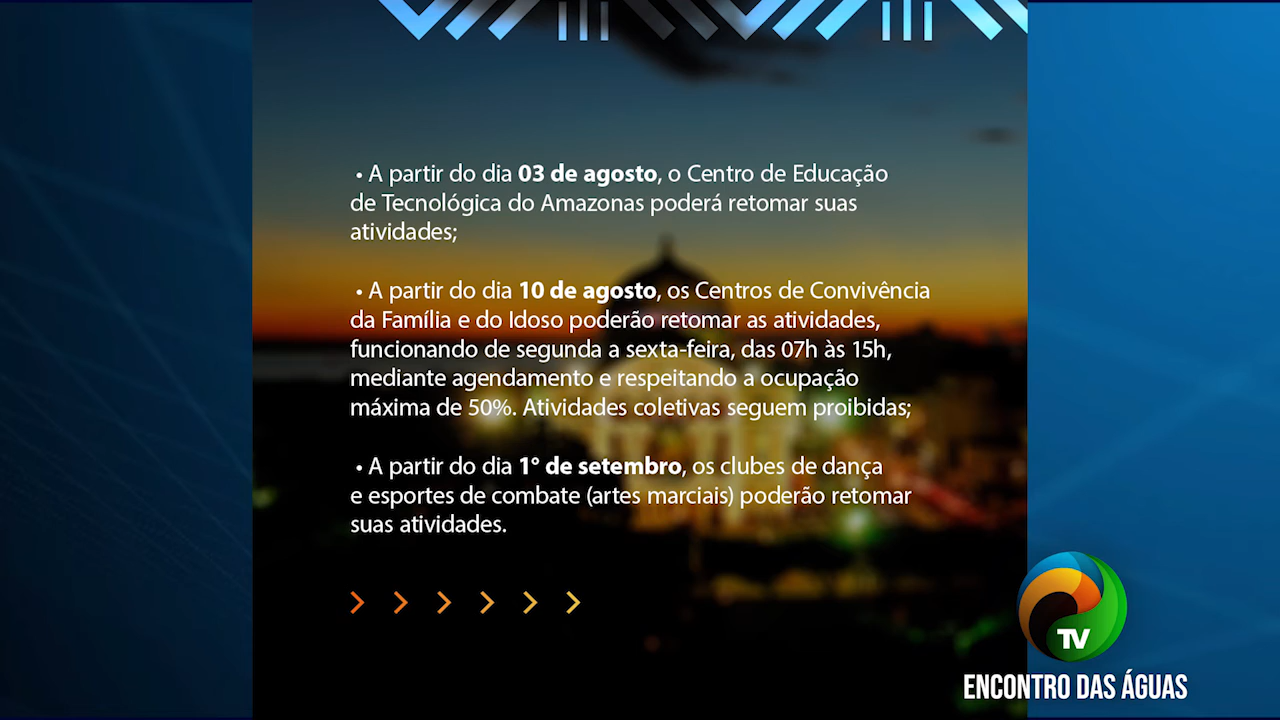 • A partir do dia 03 de agosto, o Centro de Educação
de Tecnológica do Amazonas poderá retomar suas
atividades;
• A partir do dia 10 de agosto, os Centros de Convivência
da Família e do Idoso poderão retomar as atividades,
funcionando de segunda a sexta-feira, das 07h às 15h,
mediante agendamento e respeitando a ocupação
máxima de 50%. Atividades coletivas seguem proibidas;
• A partir do dia 1° de setembro, os clubes de dança
e esportes de combate (artes marciais) poderão retomar
suas atividades.
TV
ENCONTRO DAS ÁGUAS